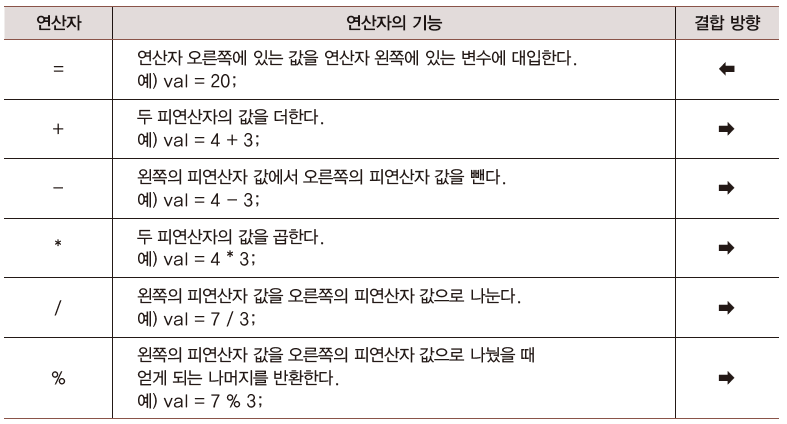 연산자 연산자의 기능 결합 방향
= 연산자 오른쪽에 있는 값을 연산자 왼쪽에 있는 변수에 대입한다. ⬅
예) val = 20;
+ 두 피연산자의 값을 더한다. ➡
예) val = 4 + 3;
− 왼쪽의 피연산자 값에서 오른쪽의 피연산자 값을 뺀다. ➡
예) val = 4 − 3;
* 두 피연산자의 값을 곱한다. ➡
예) val = 4 * 3;
/ 왼쪽의 피연산자 값을 오른쪽의 피연산자 값으로 나눈다. ➡
예) val = 7 / 3;
% 왼쪽의 피연산자 값을 오른쪽의 피연산자 값으로 나눴을 때 ➡
얻게 되는 나머지를 반환한다.
예) val = 7 % 3;